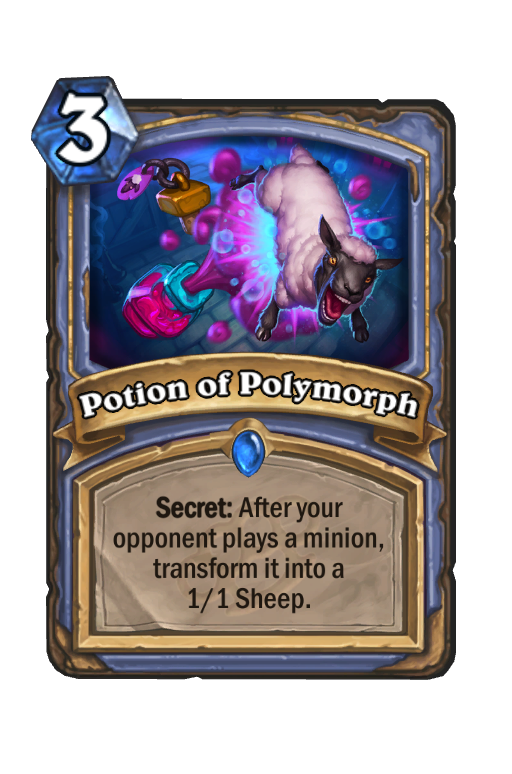 3
Potion of Polymorph
Secret: After your
opponent plays a minion,
transform it into a
1/1 Sheep.